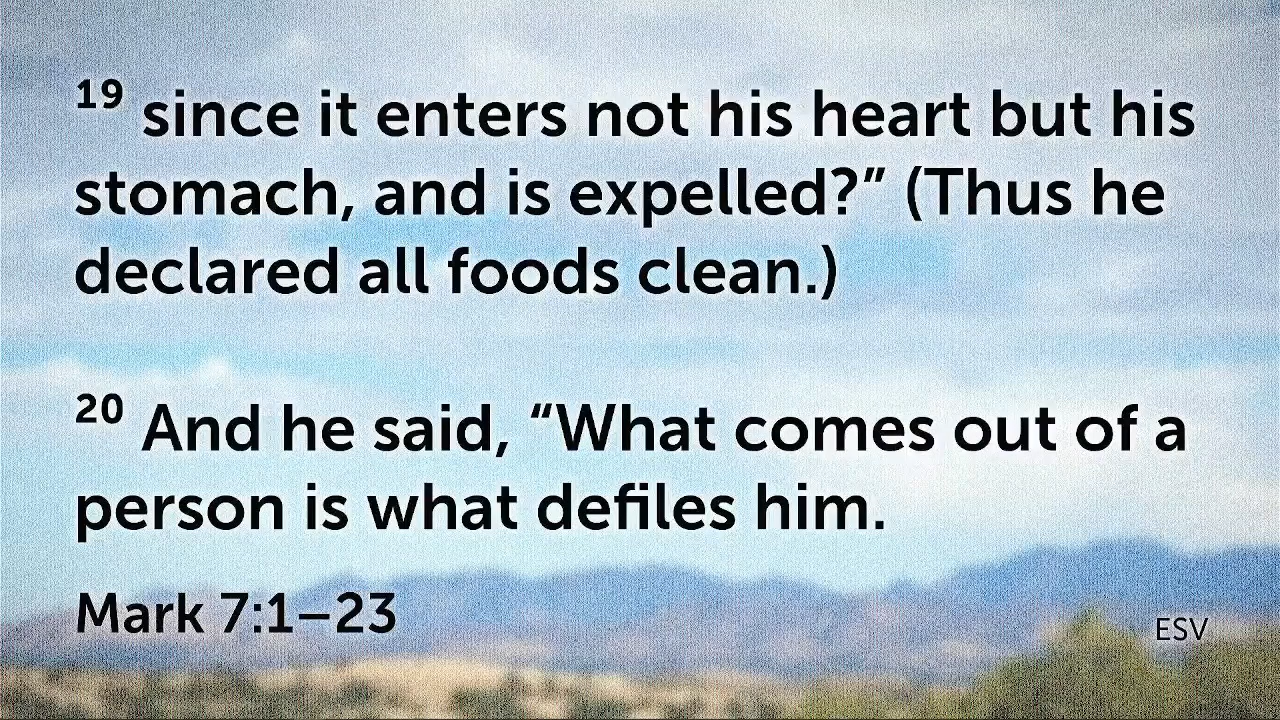 19 since it enters not his heart but his
stomach, and is expelled?” (Thus he
declared all foods clean.)
20 And he said, “What comes out of a
person is what defiles him.
Mark 7:1–23
ESV